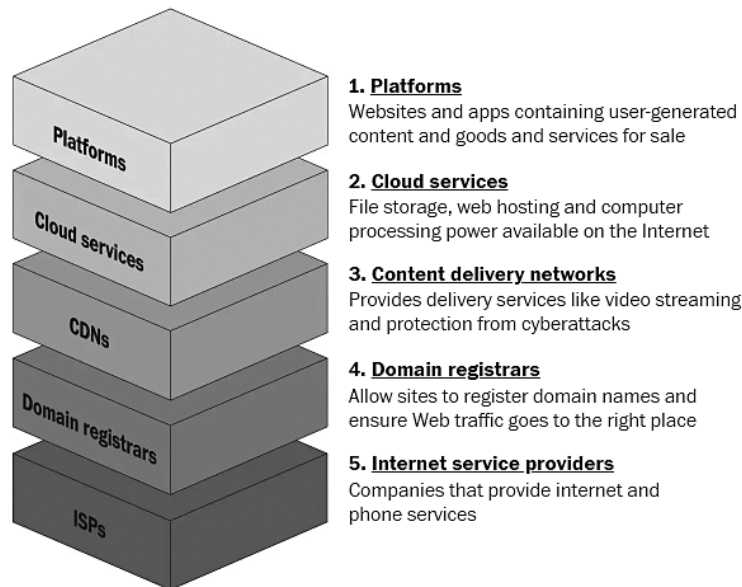 Platforms
Cloud services
CDNs
Domain registrars
ISPs
1. Platforms
Websites and apps containing user-generated
content and goods and services for sale
2. Cloud services
File storage, web hosting and computer
processing power available on the Internet
3. Content delivery networks
Provides delivery services like video streaming
and protection from cyberattacks
4. Domain registrars
Allow sites to register domain names and
ensure Web traffic goes to the right place
5. Internet service providers
Companies that provide internet and
phone services